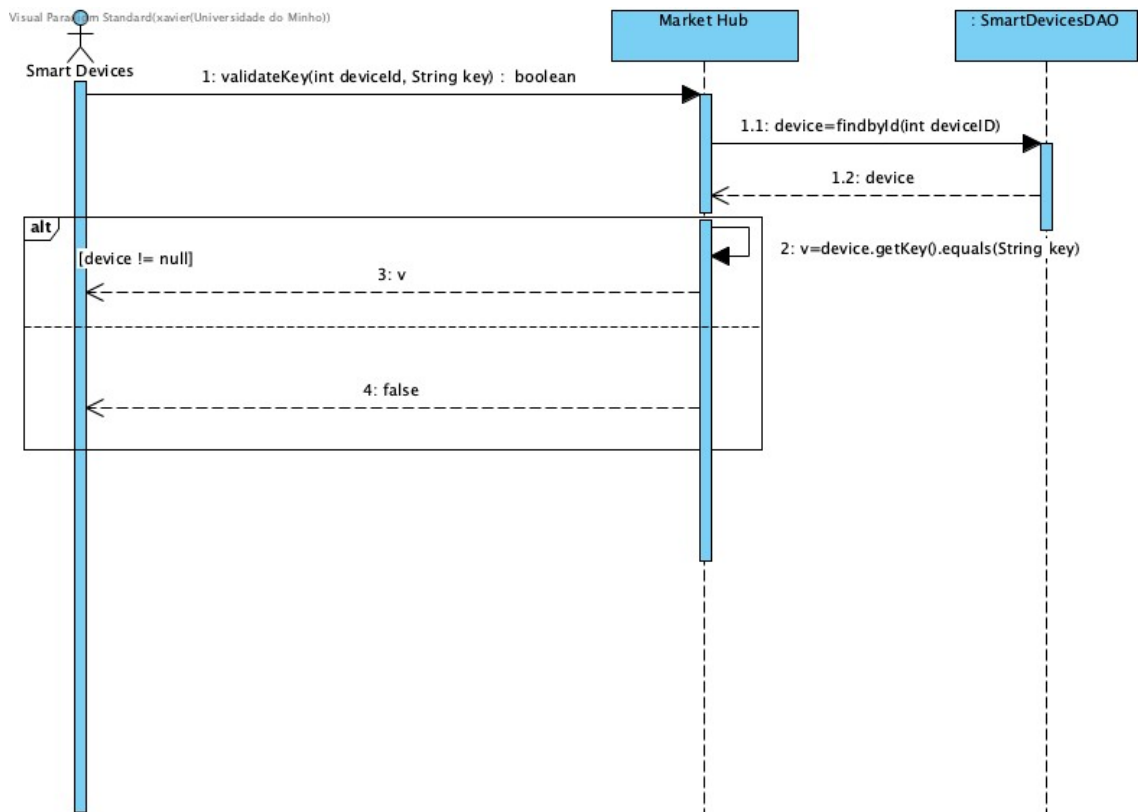 Visual Paradigm Standard(xavier(Universidade do Minho))
Market Hub
: SmartDevicesDAO
Smart Devices
1: validateKey(int deviceId, String key) : boolean
1.1: device=findbyId(int deviceID)
1.2: device
alt
[device != null]
2: v=device.getKey().equals(String key)
3: v
4: false